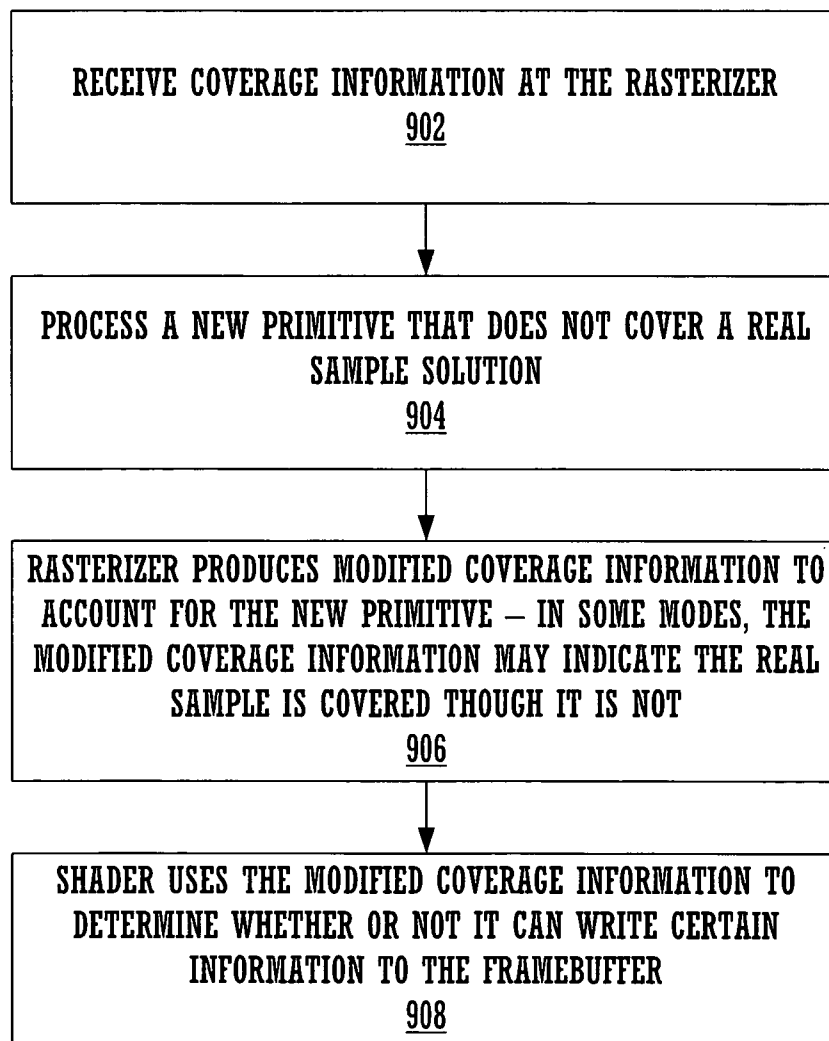 RECEIVE COVERAGE INFORMATION AT THE RASTERIZER
902
PROCESS A NEW PRIMITIVE THAT DOES NOT COVER A REAL
SAMPLE SOLUTION
904
RASTERIZER PRODUCES MODIFIED COVERAGE INFORMATION TO
ACCOUNT FOR THE NEW PRIMITIVE – IN SOME MODES, THE
MODIFIED COVERAGE INFORMATION MAY INDICATE THE REAL
SAMPLE IS COVERED THOUGH IT IS NOT
906
SHADER USES THE MODIFIED COVERAGE INFORMATION TO
DETERMINE WHETHER OR NOT IT CAN WRITE CERTAIN
INFORMATION TO THE FRAMEBUFFER
908